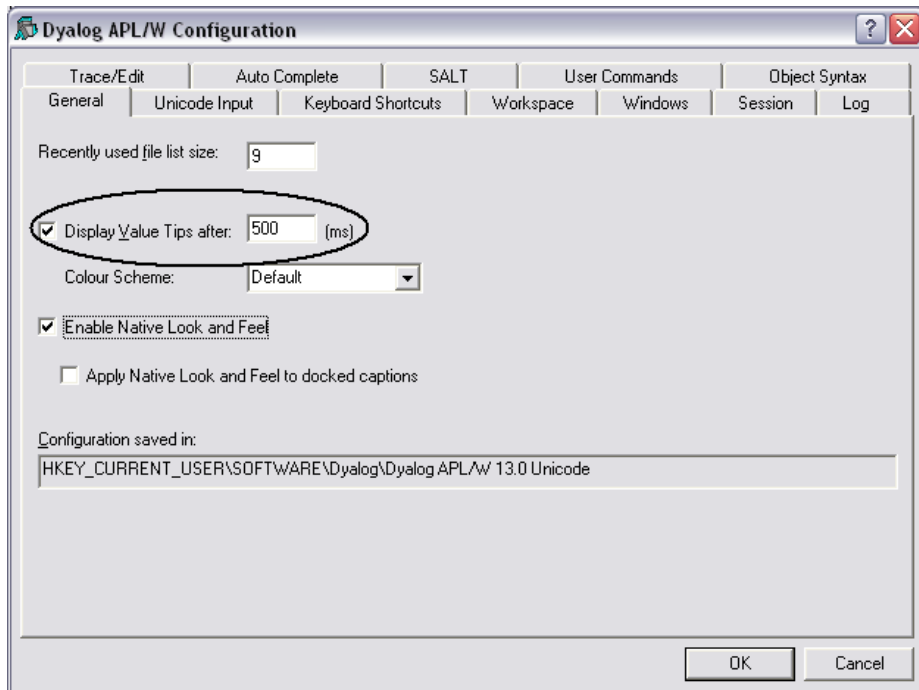 Dyalog APL/W Configuration
Trace/Edit Auto Complete SALT User Commands Object Syntax
General Unicode Input Keyboard Shortcuts Workspace Windows Session Log
Recently used file list size: 9
Display Value Tips after: 500 (ms)
Colour Scheme: Default
Enable Native Look and Feel
Apply Native Look and Feel to docked captions
Configuration saved in:
HKEY_CURRENT_USER\SOFTWARE\Dyalog\Dyalog APL/W 13.0 Unicode
OK Cancel